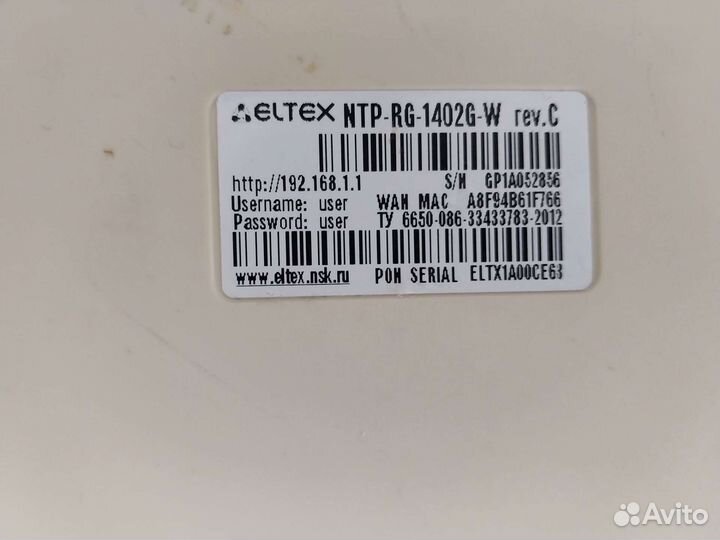 ELTEX NTP-RG-1402G-W rev.C
http://192.168.1.1 S/N GP1A052856
Username: user WAN MAC A8F94B61F766
Password: user ТУ 6650-086-33433783-2012
www.eltex.nsk.ru PON SERIAL ELTX1A00CE63
Avito